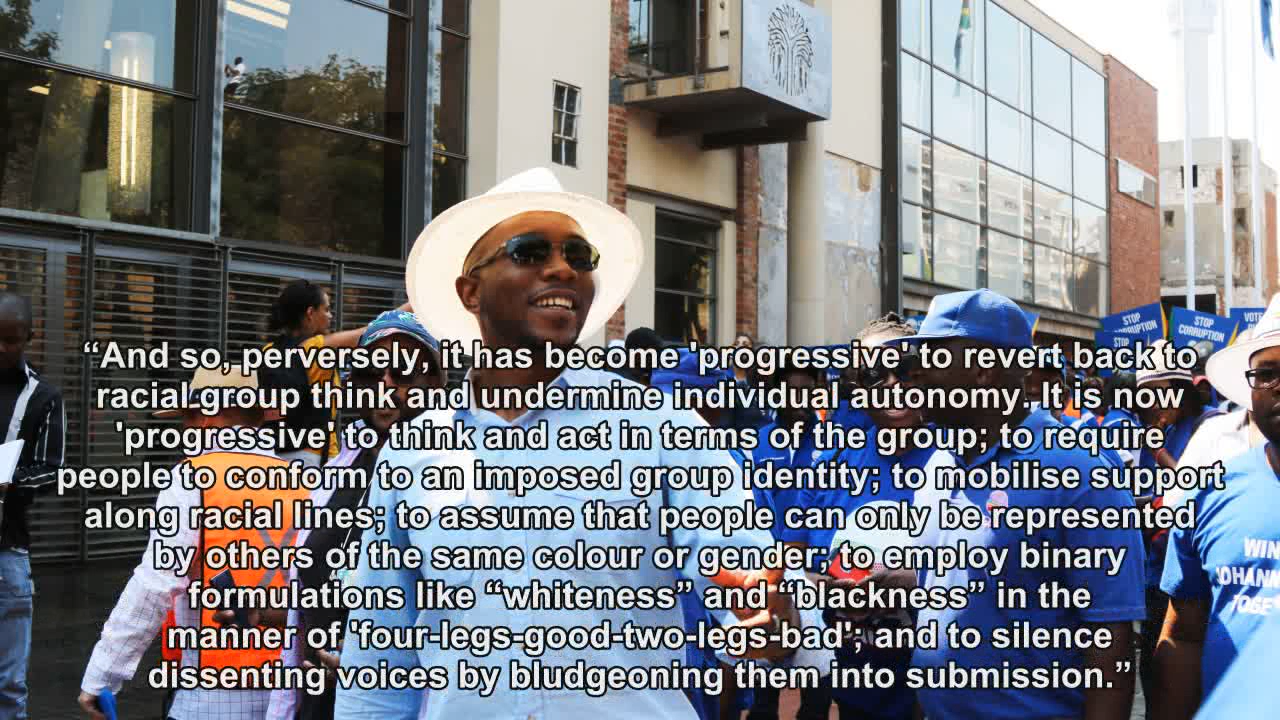 “And so, perversely, it has become 'progressive' to revert back to
racial group think and undermine individual autonomy. It is now
'progressive' to think and act in terms of the group; to require
people to conform to an imposed group identity; to mobilise support
along racial lines; to assume that people can only be represented
by others of the same colour or gender; to employ binary
formulations like “whiteness” and “blackness” in the
manner of 'four-legs-good-two-legs-bad'; and to silence
dissenting voices by bludgeoning them into submission.”
STOP
CORRUPTION
STOP
CORRUPTION
VOTE
STOP
WIN